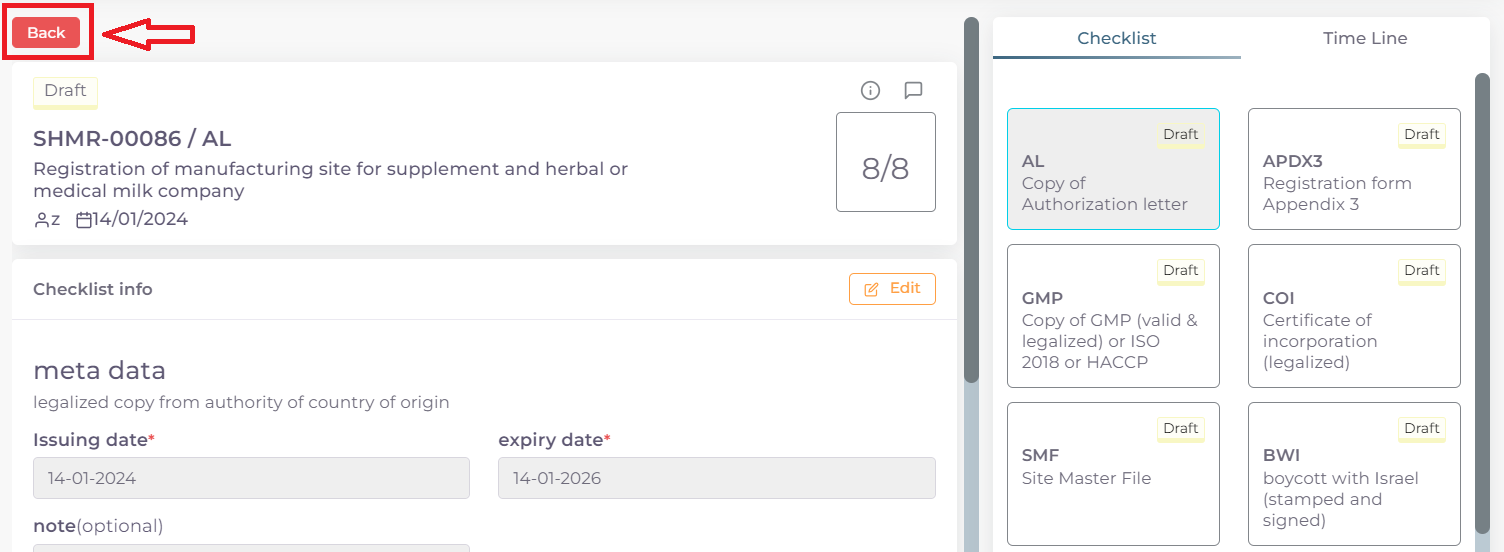 Back
Draft
SHMR-00086 / AL
Registration of manufacturing site for supplement and herbal or
medical milk company
z 14/01/2024
8/8
Checklist info
Edit
meta data
legalized copy from authority of country of origin
Issuing date*
expiry date*
14-01-2024
14-01-2026
note(optional)
Checklist
Time Line
Draft
AL
Copy of
Authorization letter
Draft
APDX3
Registration form
Appendix 3
Draft
GMP
Copy of GMP (valid &
legalized) or ISO
2018 or HACCP
Draft
COI
Certificate of
incorporation
(legalized)
Draft
SMF
Site Master File
Draft
BWI
boycott with Israel
(stamped and
signed)